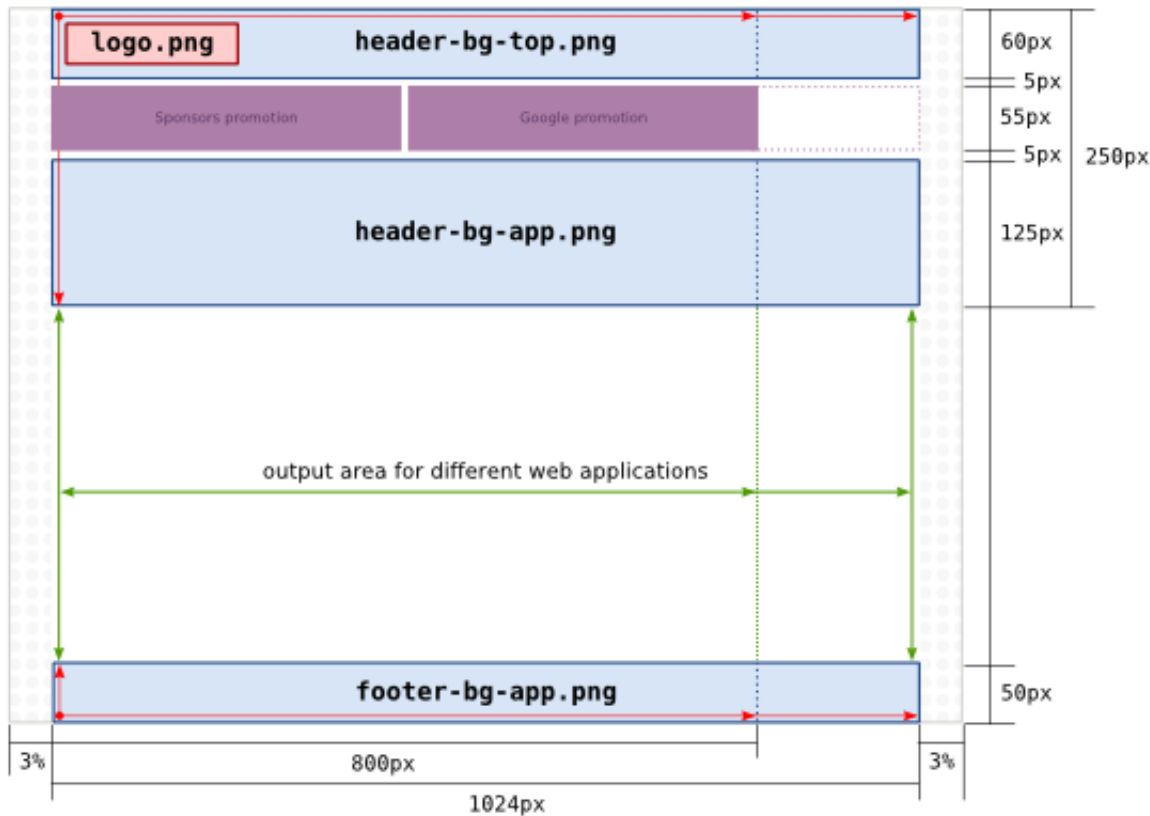 logo.png
header-bg-top.png
60px
5px
Sponsors promotion
Google promotion
55px
5px
250px
header-bg-app.png
125px
output area for different web applications
footer-bg-app.png
50px
3%
800px
3%
1024px